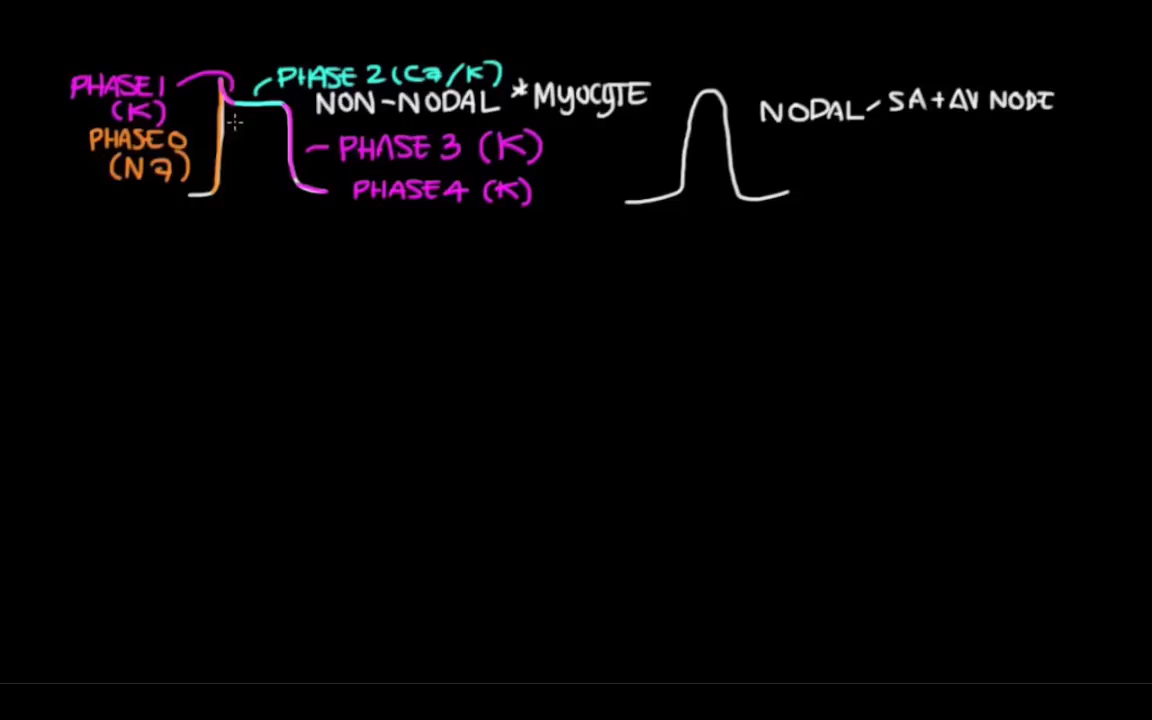 PHASE 1
(K)
PHASE 0
(Na)
PHASE 2 (Ca/K)
NON-NODAL *MYOCYTE
PHASE 3 (K)
PHASE 4 (K)
NODAL - SA + AV NODE